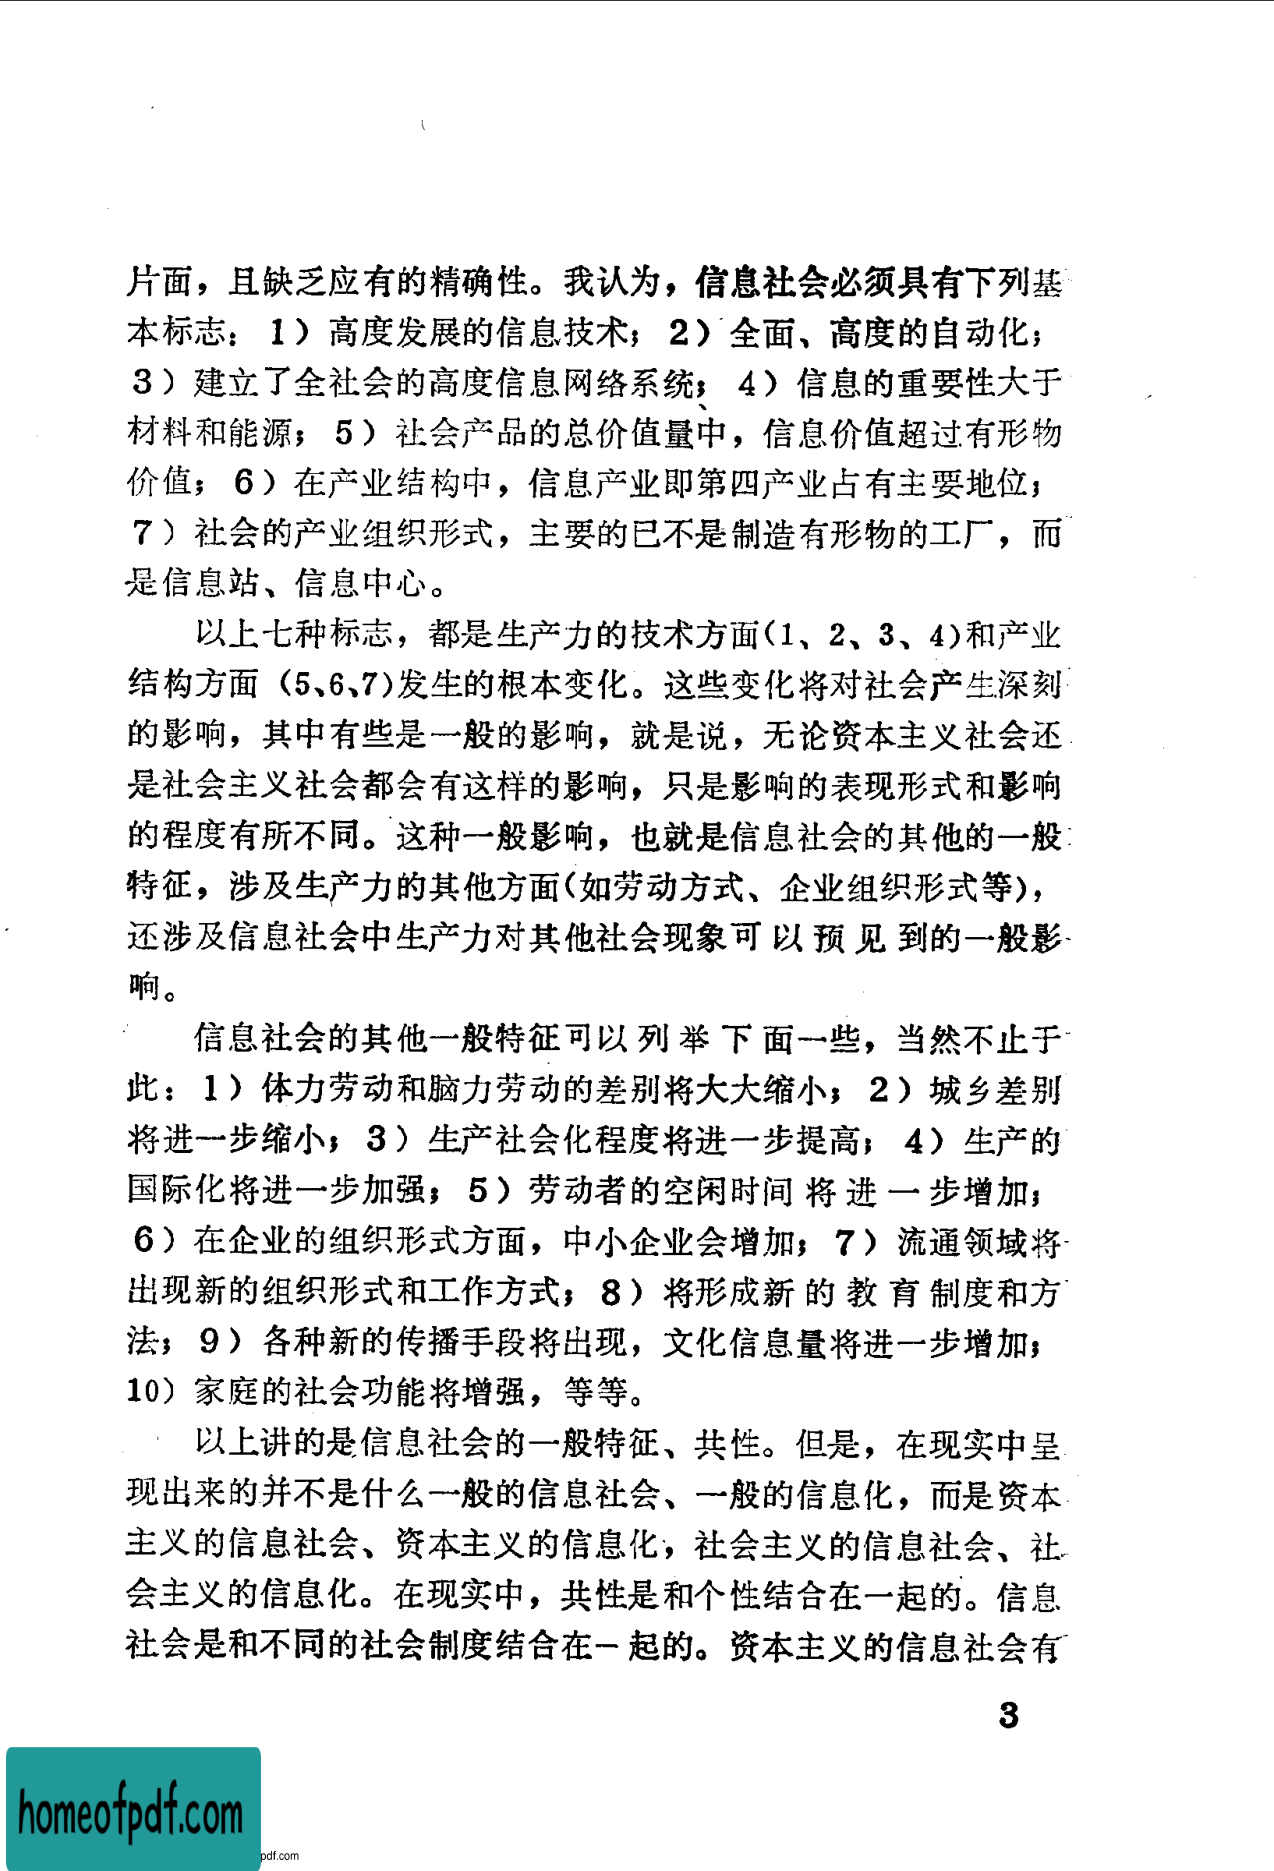 片面，且缺乏应有的精确性。我认为，信息社会必须具有下列基
本标志：1）高度发展的信息技术；2）全面、高度的自动化；
3）建立了全社会的高度信息网络系统；4）信息的重要性大于
材料和能源；5）社会产品的总价值量中，信息价值超过有形物
价值；6）在产业结构中，信息产业即第四产业占有主要地位；
7）社会的产业组织形式，主要的已不是制造有形物的工厂，而
是信息站、信息中心。
以上七种标志，都是生产力的技术方面(1、2、3、4)和产业
结构方面（5、6、7)发生的根本变化。这些变化将对社会产生深刻
的影响，其中有些是一般的影响，就是说，无论资本主义社会还
是社会主义社会都会有这样的影响，只是影响的表现形式和影响
的程度有所不同。这种一般影响，也就是信息社会的其他的一般
特征，涉及生产力的其他方面(如劳动方式、企业组织形式等)，
还涉及信息社会中生产力对其他社会现象可以预见到的一般影
响。
信息社会的其他一般特征可以列举下面一些，当然不止于
此：1）体力劳动和脑力劳动的差别将大大缩小；2）城乡差别
将进一步缩小；3）生产社会化程度将进一步提高；4）生产的
国际化将进一步加强；5）劳动者的空闲时间将进一步增加；
6）在企业的组织形式方面，中小企业会增加；7）流通领域将
出现新的组织形式和工作方式；8）将形成新的教育制度和方
法；9）各种新的传播手段将出现，文化信息量将进一步增加；
10）家庭的社会功能将增强，等等。
以上讲的是信息社会的一般特征、共性。但是，在现实中呈
现出来的并不是什么一般的信息社会、一般的信息化，而是资本
主义的信息社会、资本主义的信息化，社会主义的信息社会、社
会主义的信息化。在现实中，共性是和个性结合在一起的。信息
社会是和不同的社会制度结合在一起的。资本主义的信息社会有
3
homeofpdf.com
pdf.com